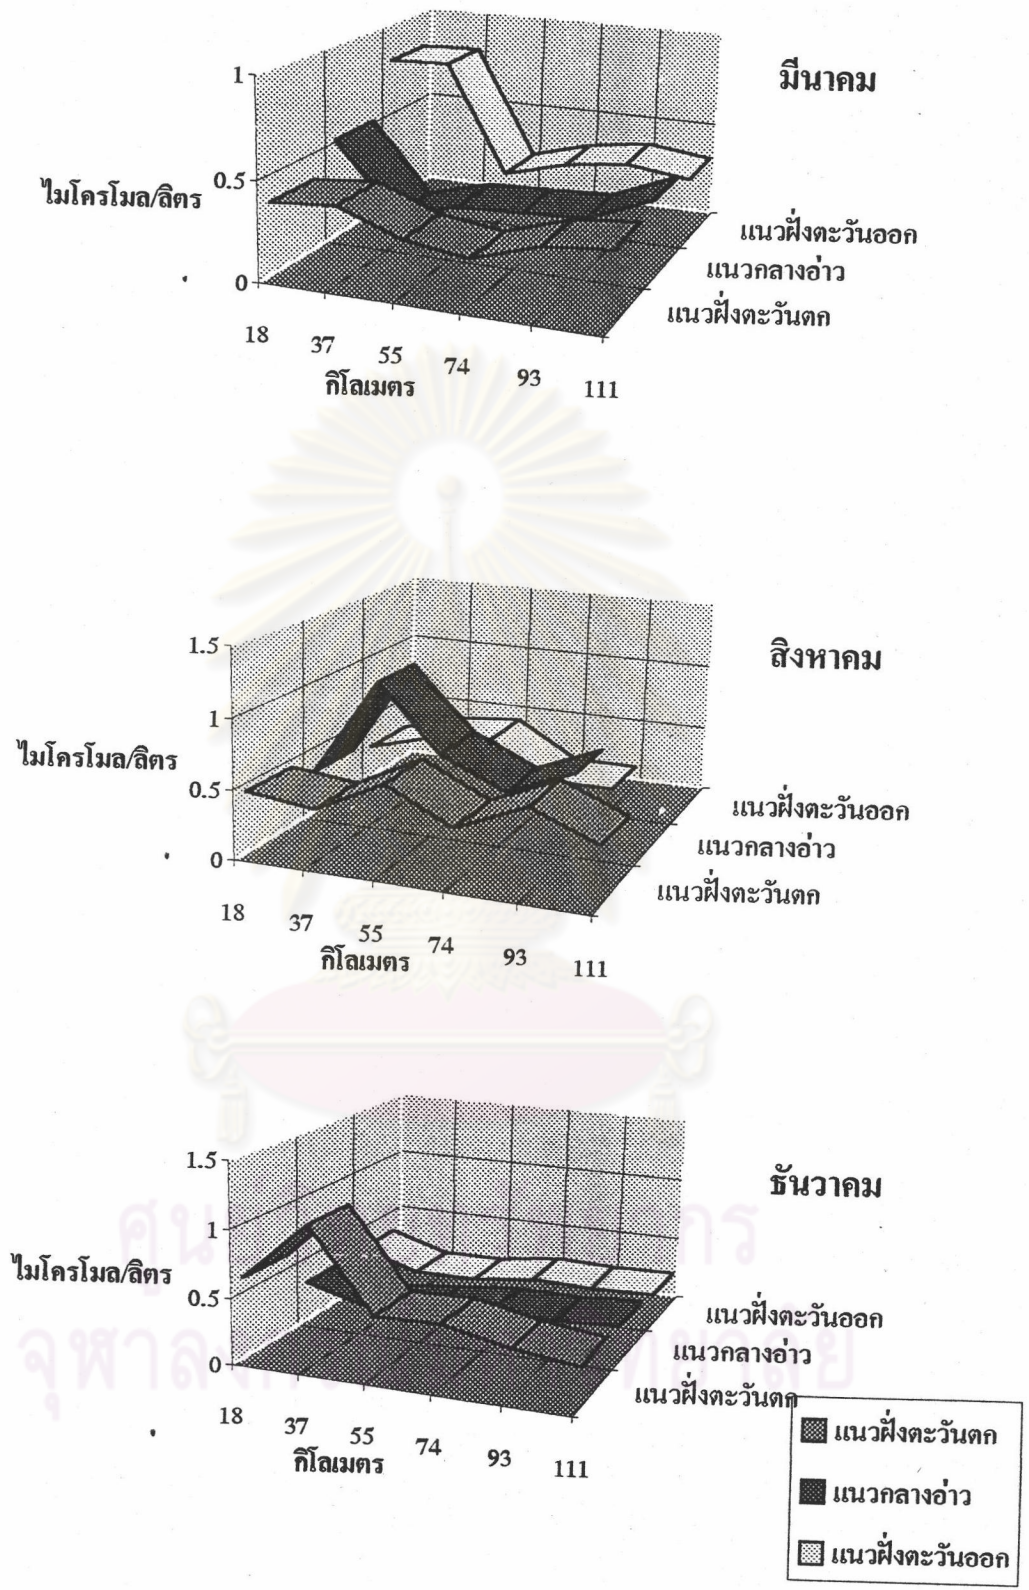 มีนาคม
1
ไมโครโมล/ลิตร
0.5
0
แนวฝั่งตะวันออก
แนวกลางอ่าว
แนวฝั่งตะวันตก
18
37
55
74
93
111
กิโลเมตร
สิงหาคม
1.5
1
ไมโครโมล/ลิตร
0.5
0
แนวฝั่งตะวันออก
แนวกลางอ่าว
แนวฝั่งตะวันตก
18
37
55
74
93
111
กิโลเมตร
ธันวาคม
1.5
1
ไมโครโมล/ลิตร
0.5
0
แนวฝั่งตะวันออก
แนวกลางอ่าว
แนวฝั่งตะวันตก
18
37
55
74
93
111
กิโลเมตร
แนวฝั่งตะวันตก
แนวกลางอ่าว
แนวฝั่งตะวันออก